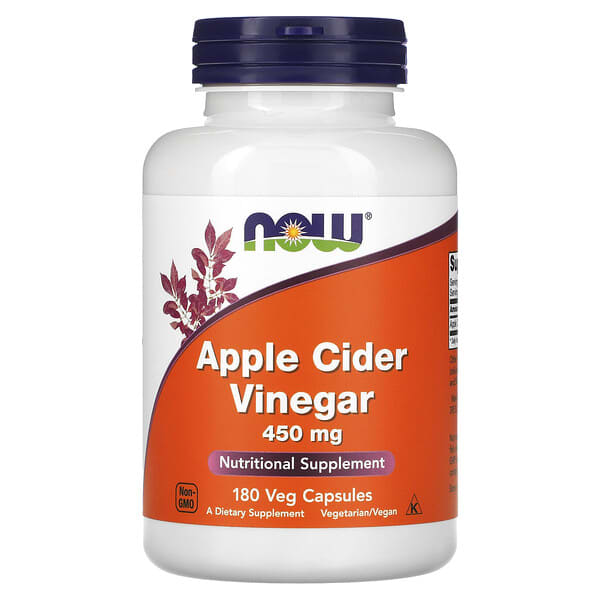 NOW®
Apple Cider
Vinegar
450 mg
Nutritional Supplement
180 Veg Capsules
Non-
GMO
A Dietary Supplement
Vegetarian/Vegan
K